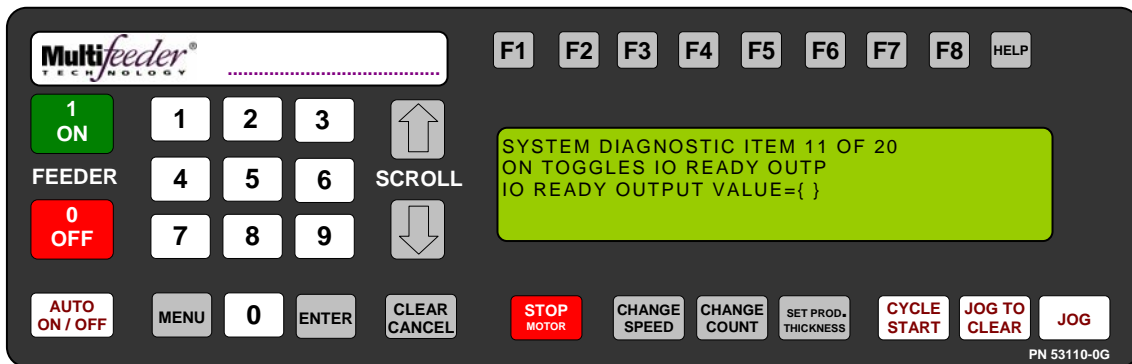 Multifeeder®
TECHNOLOGY
F1 F2 F3 F4 F5 F6 F7 F8 HELP
1
ON
FEEDER
0
OFF
1 2 3
4 5 6
7 8 9
SCROLL
SYSTEM DIAGNOSTIC ITEM 11 OF 20
ON TOGGLES IO READY OUTP
IO READY OUTPUT VALUE={ }
AUTO
ON / OFF
MENU
0
ENTER
CLEAR
CANCEL
STOP
MOTOR
CHANGE
SPEED
CHANGE
COUNT
SET PROD.
THICKNESS
CYCLE
START
JOG TO
CLEAR
JOG
PN 53110-0G